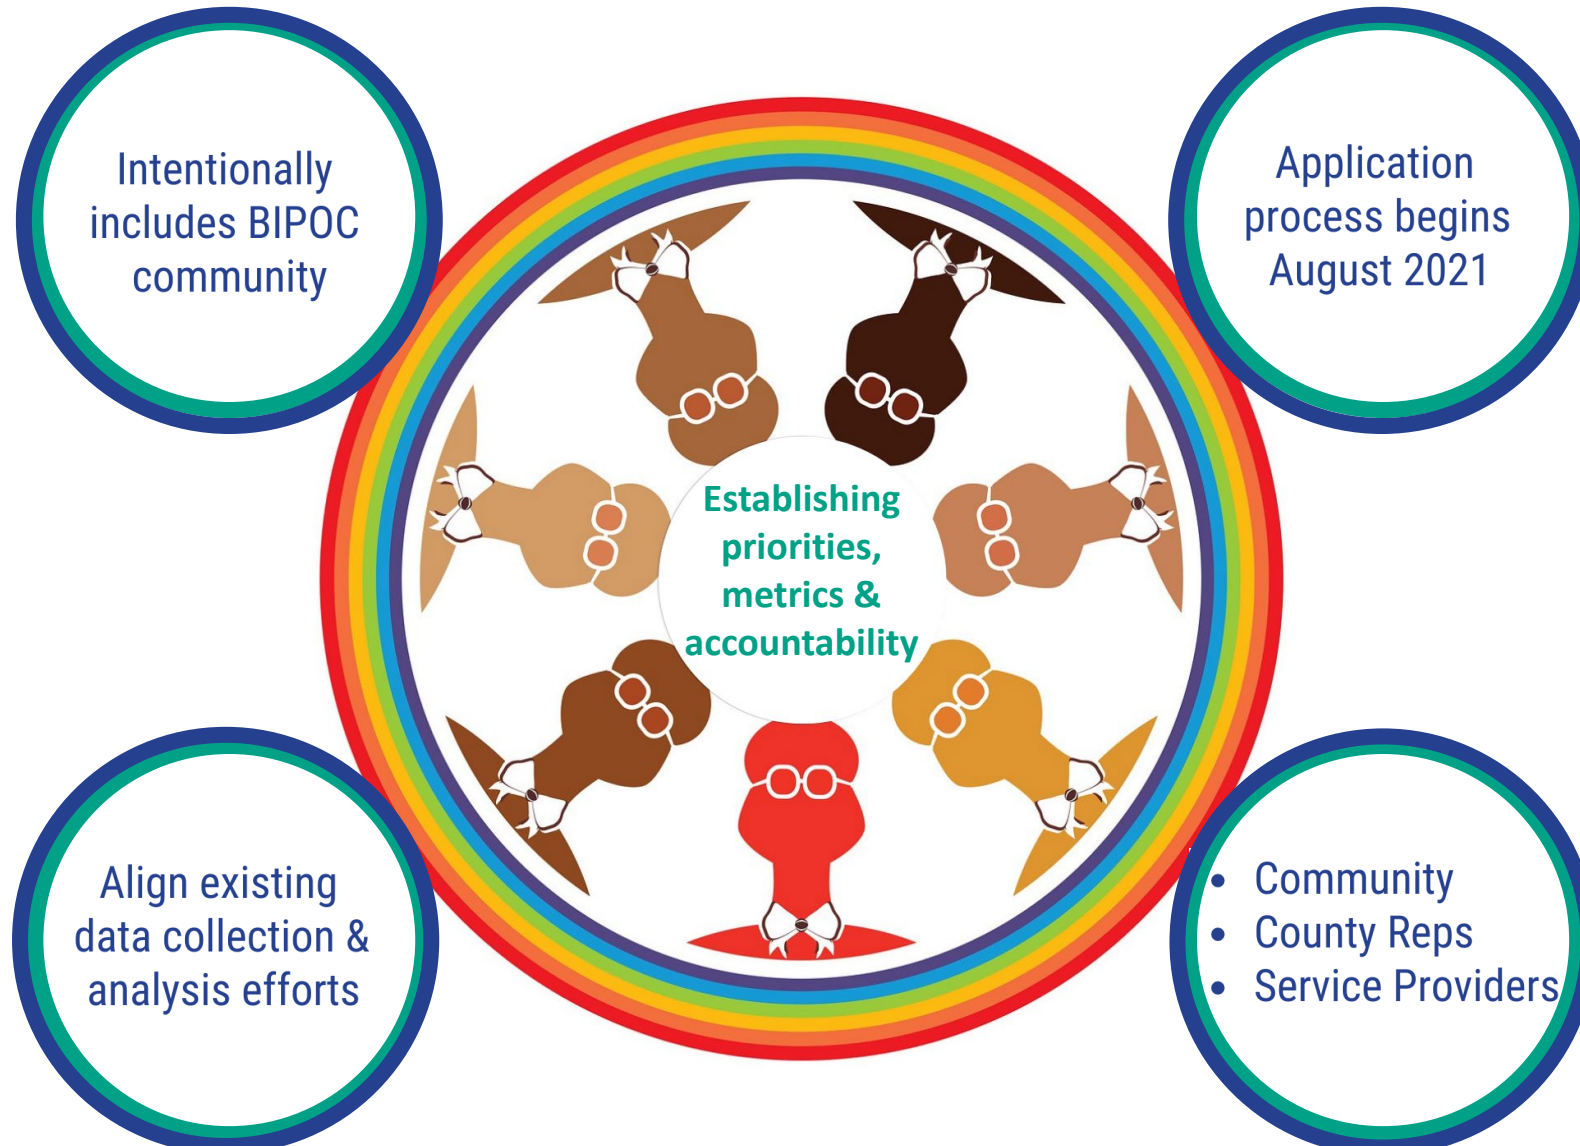 Intentionally
includes BIPOC
community
Application
process begins
August 2021
Establishing
priorities,
metrics &
accountability
Align existing
data collection &
analysis efforts
• Community
• County Reps
• Service Providers